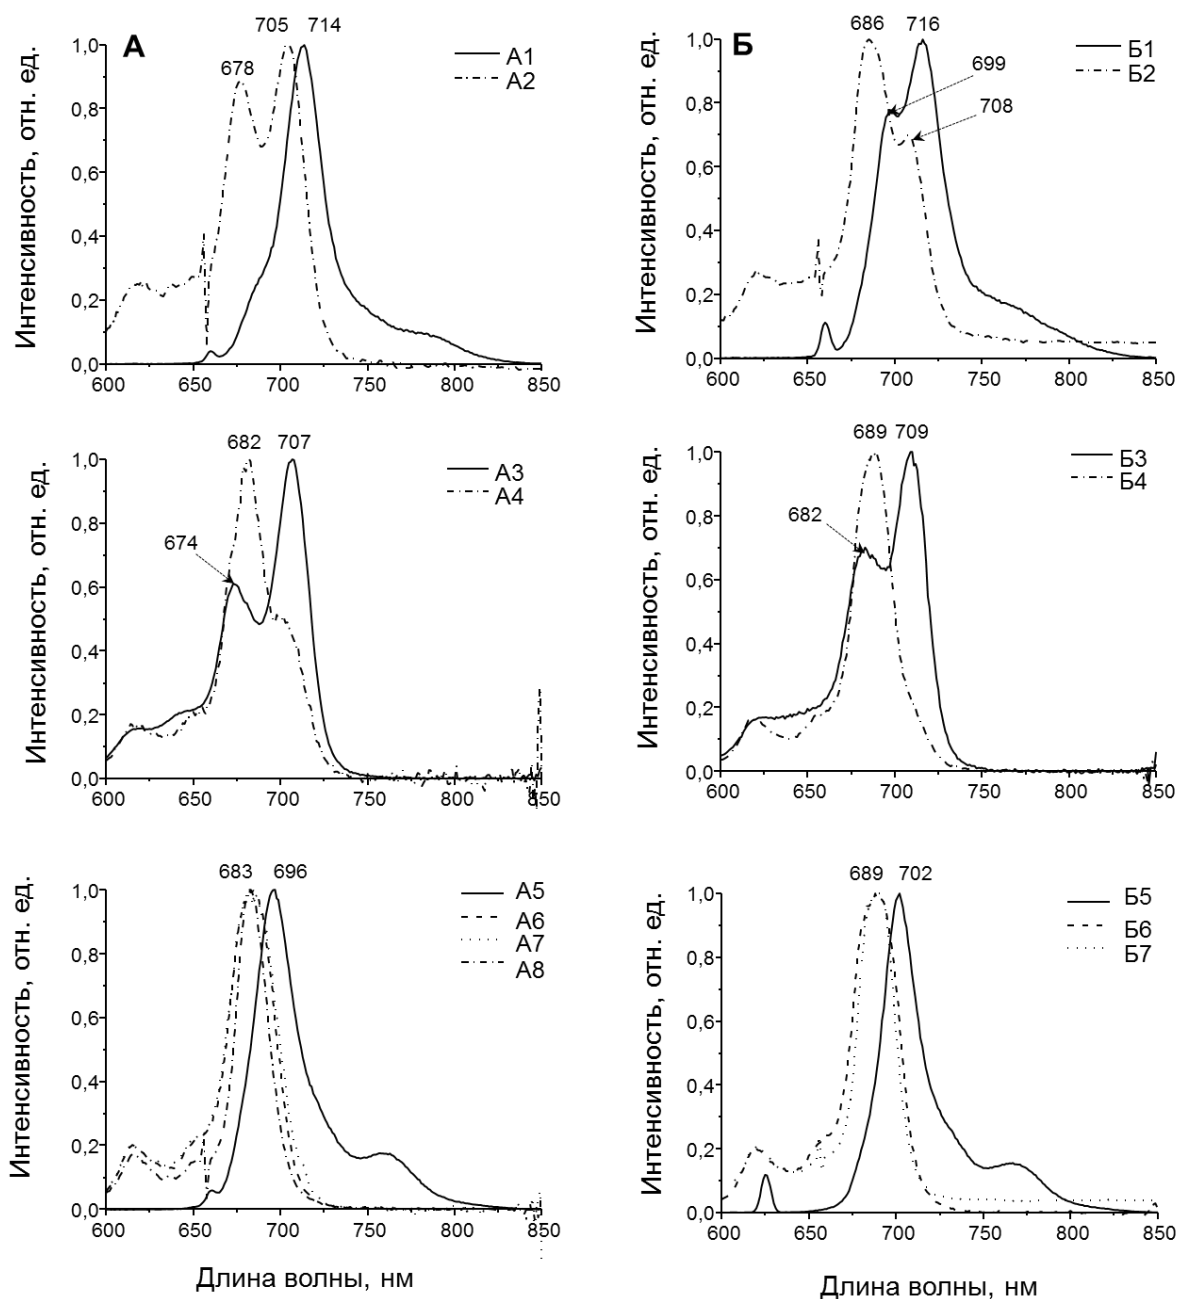 А
705 714
678
А1
А2
Интенсивность, отн. ед.
1,0
0,8
0,6
0,4
0,2
0,0
600 650 700 750 800 850
Б
686 716
699
708
Б1
Б2
Интенсивность, отн. ед.
1,0
0,8
0,6
0,4
0,2
0,0
600 650 700 750 800 850
682 707
674
А3
А4
Интенсивность, отн. ед.
1,0
0,8
0,6
0,4
0,2
0,0
600 650 700 750 800 850
689 709
682
Б3
Б4
Интенсивность, отн. ед.
1,0
0,8
0,6
0,4
0,2
0,0
600 650 700 750 800 850
683 696
А5
А6
А7
А8
Интенсивность, отн. ед.
1,0
0,8
0,6
0,4
0,2
0,0
600 650 700 750 800 850
Длина волны, нм
689 702
Б5
Б6
Б7
Интенсивность, отн. ед.
1,0
0,8
0,6
0,4
0,2
0,0
600 650 700 750 800 850
Длина волны, нм